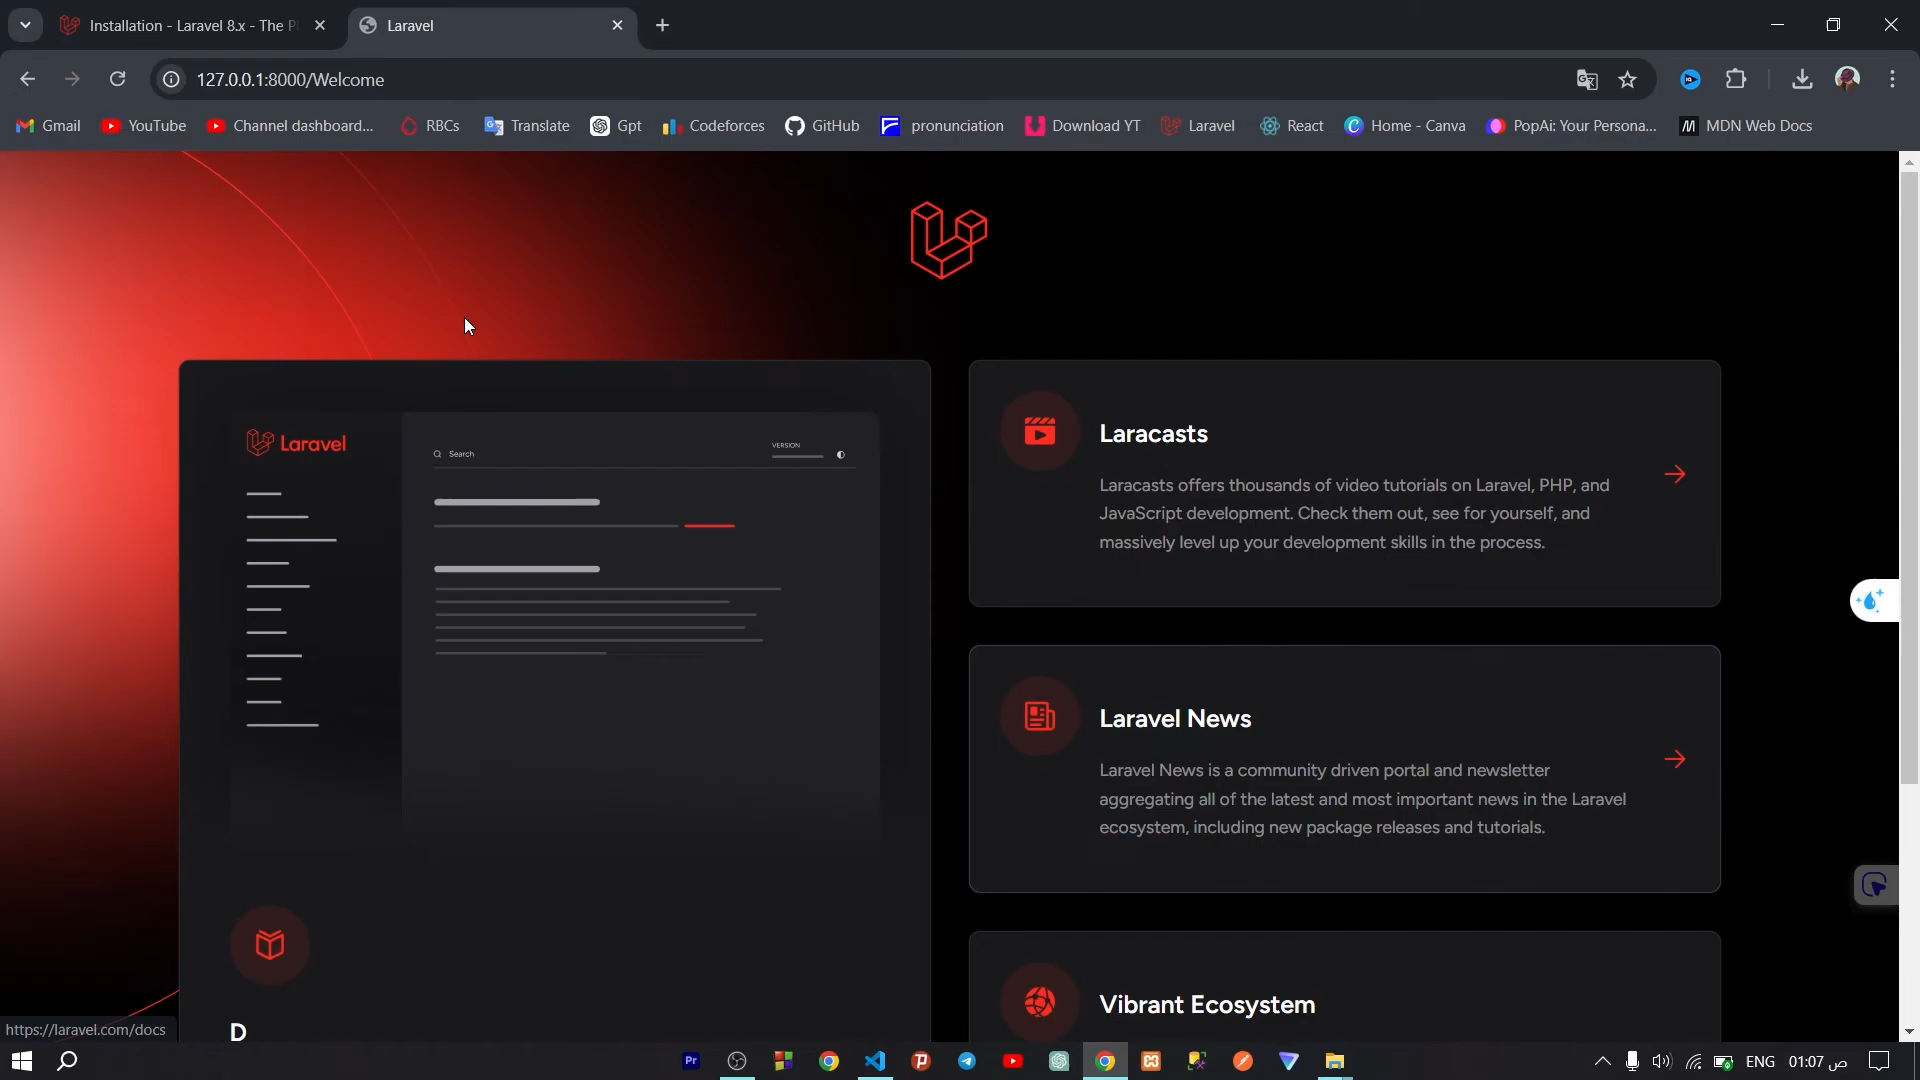 Installation - Laravel 8.x - The P
Laravel
127.0.0.1:8000/Welcome
Gmail
YouTube
Channel dashboard...
RBCs
Translate
Gpt
Codeforces
GitHub
pronunciation
Download YT
Laravel
React
Home - Canva
PopAi: Your Persona...
MDN Web Docs
Laravel
Search
VERSION
Laracasts
Laracasts offers thousands of video tutorials on Laravel, PHP, and
JavaScript development. Check them out, see for yourself, and
massively level up your development skills in the process.
Laravel News
Laravel News is a community driven portal and newsletter
aggregating all of the latest and most important news in the Laravel
ecosystem, including new package releases and tutorials.
Vibrant Ecosystem
D
https://laravel.com/docs
Pr
ENG
01:07 ص